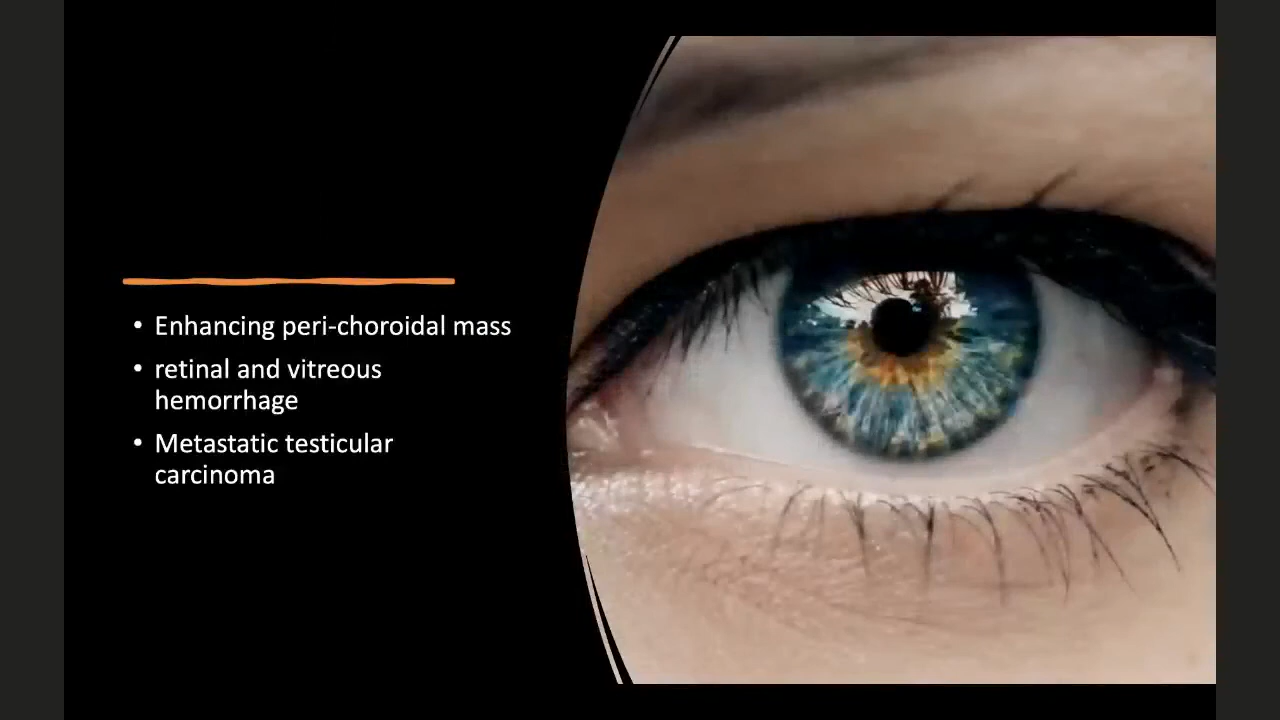 • Enhancing peri-choroidal mass
• retinal and vitreous
hemorrhage
• Metastatic testicular
carcinoma